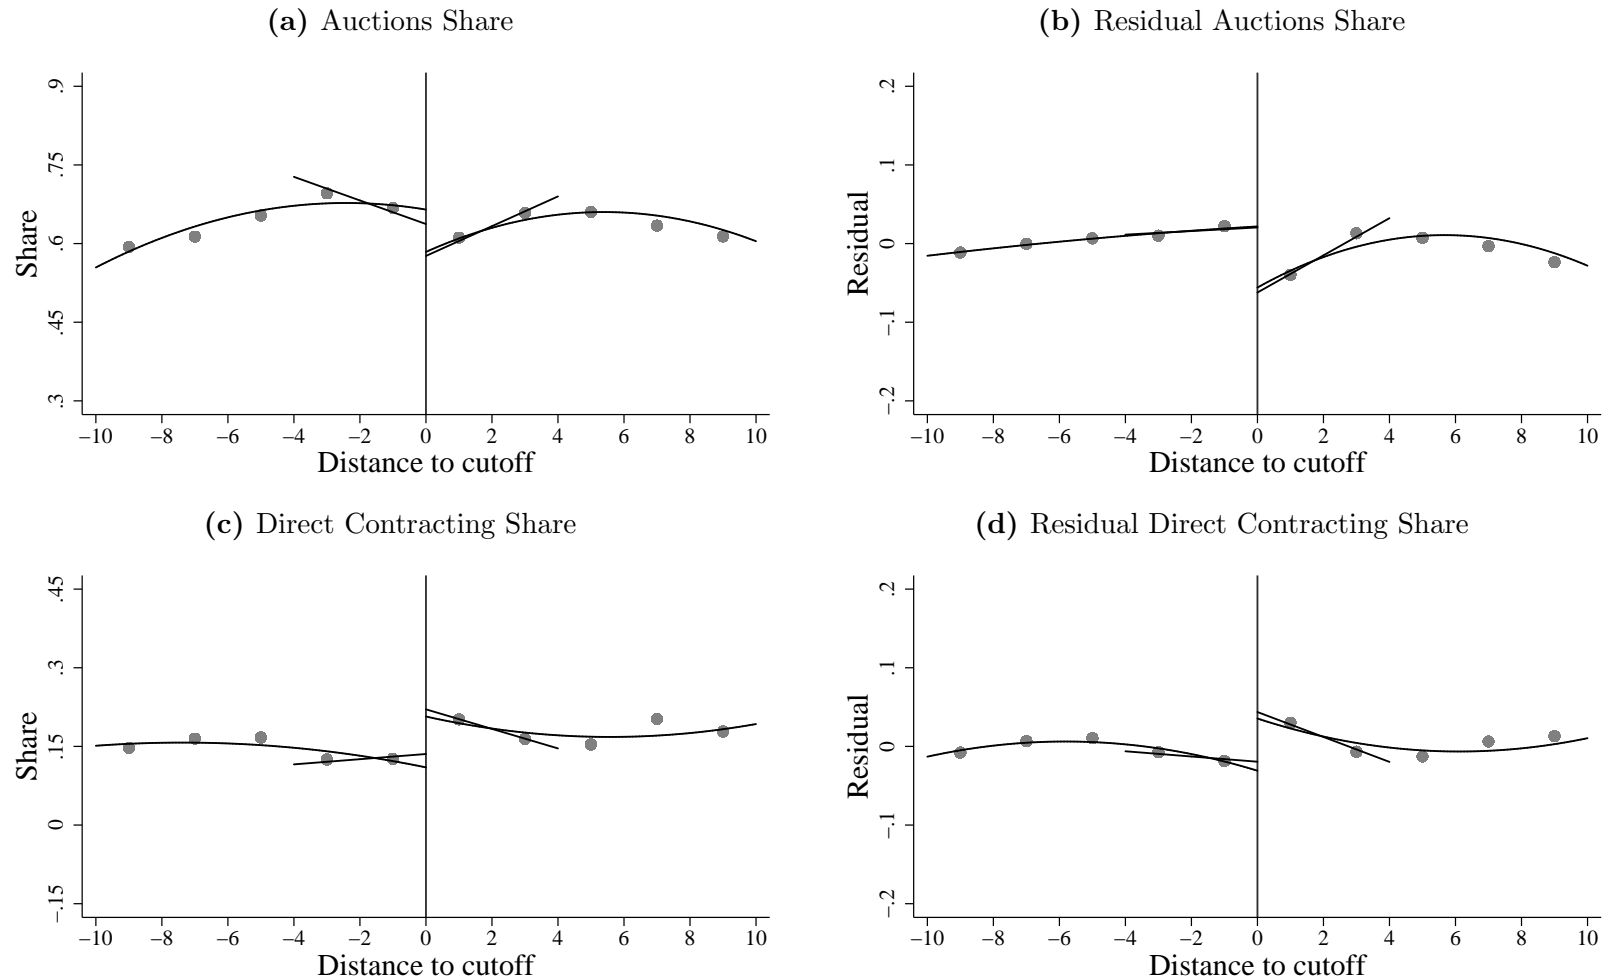 (a) Auctions Share
.9
.75
.6
.45
.3
Share
−10 −8 −6 −4 −2 0 2 4 6 8 10
Distance to cutoff
(b) Residual Auctions Share
.2
.1
0
−.1
−.2
Residual
−10 −8 −6 −4 −2 0 2 4 6 8 10
Distance to cutoff
(c) Direct Contracting Share
.45
.3
.15
0
−.15
Share
−10 −8 −6 −4 −2 0 2 4 6 8 10
Distance to cutoff
(d) Residual Direct Contracting Share
.2
.1
0
−.1
−.2
Residual
−10 −8 −6 −4 −2 0 2 4 6 8 10
Distance to cutoff